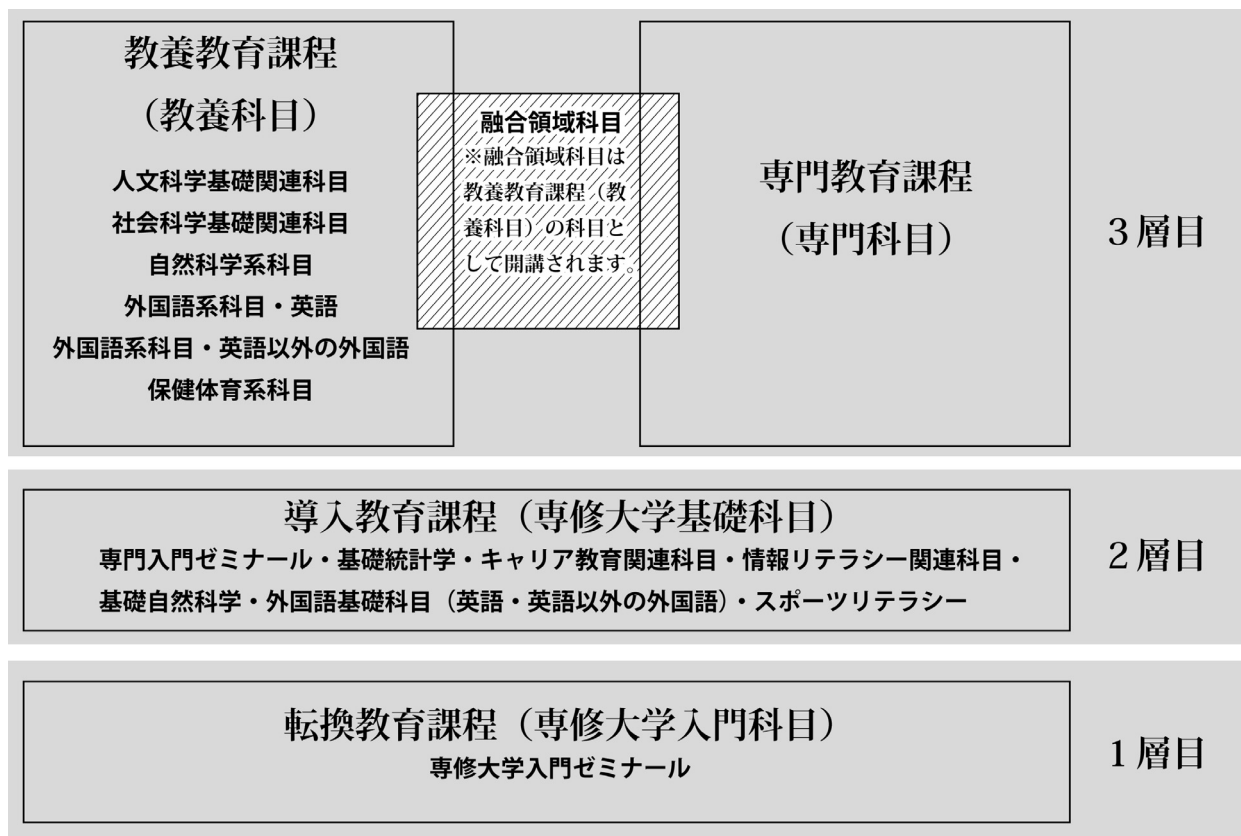 教養教育課程
（教養科目）
人文科学基礎関連科目
社会科学基礎関連科目
自然科学系科目
外国語系科目・英語
外国語系科目・英語以外の外国語
保健体育系科目
融合領域科目
※融合領域科目は
教養教育課程（教
養科目）の科目と
して開講されます。
専門教育課程
（専門科目）
3層目
導入教育課程（専修大学基礎科目）
専門入門ゼミナール・基礎統計学・キャリア教育関連科目・情報リテラシー関連科目・
基礎自然科学・外国語基礎科目（英語・英語以外の外国語）・スポーツリテラシー
2層目
転換教育課程（専修大学入門科目）
専修大学入門ゼミナール
1層目